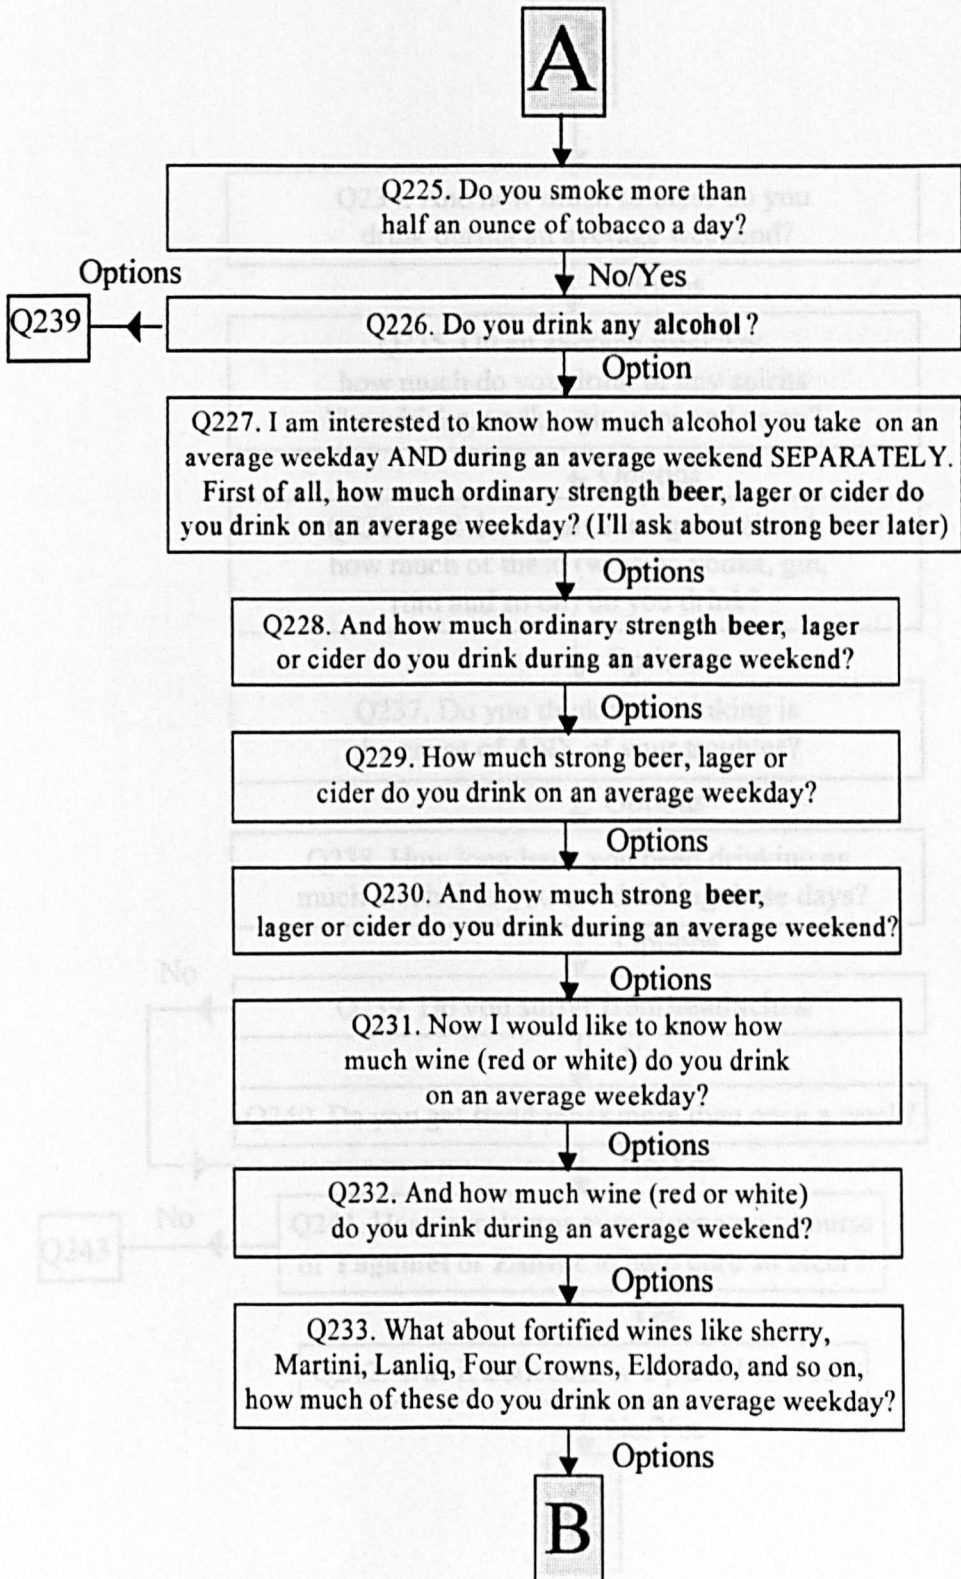 A
Q225. Do you smoke more than
half an ounce of tobacco a day?
Options
No/Yes
Q239
Q226. Do you drink any alcohol?
Option
Q227. I am interested to know how much alcohol you take on an
average weekday AND during an average weekend SEPARATELY.
First of all, how much ordinary strength beer, lager or cider do
you drink on an average weekday? (I'll ask about strong beer later)
Options
Q228. And how much ordinary strength beer, lager
or cider do you drink during an average weekend?
Options
Q229. How much strong beer, lager or
cider do you drink on an average weekday?
Options
Q230. And how much strong beer,
lager or cider do you drink during an average weekend?
Options
No
Q231. Now I would like to know how
much wine (red or white) do you drink
on an average weekday?
Options
Q232. And how much wine (red or white)
do you drink during an average weekend?
No
Q243
Options
Q233. What about fortified wines like sherry,
Martini, Lanliq, Four Crowns, Eldorado, and so on,
how much of these do you drink on an average weekday?
Options
B